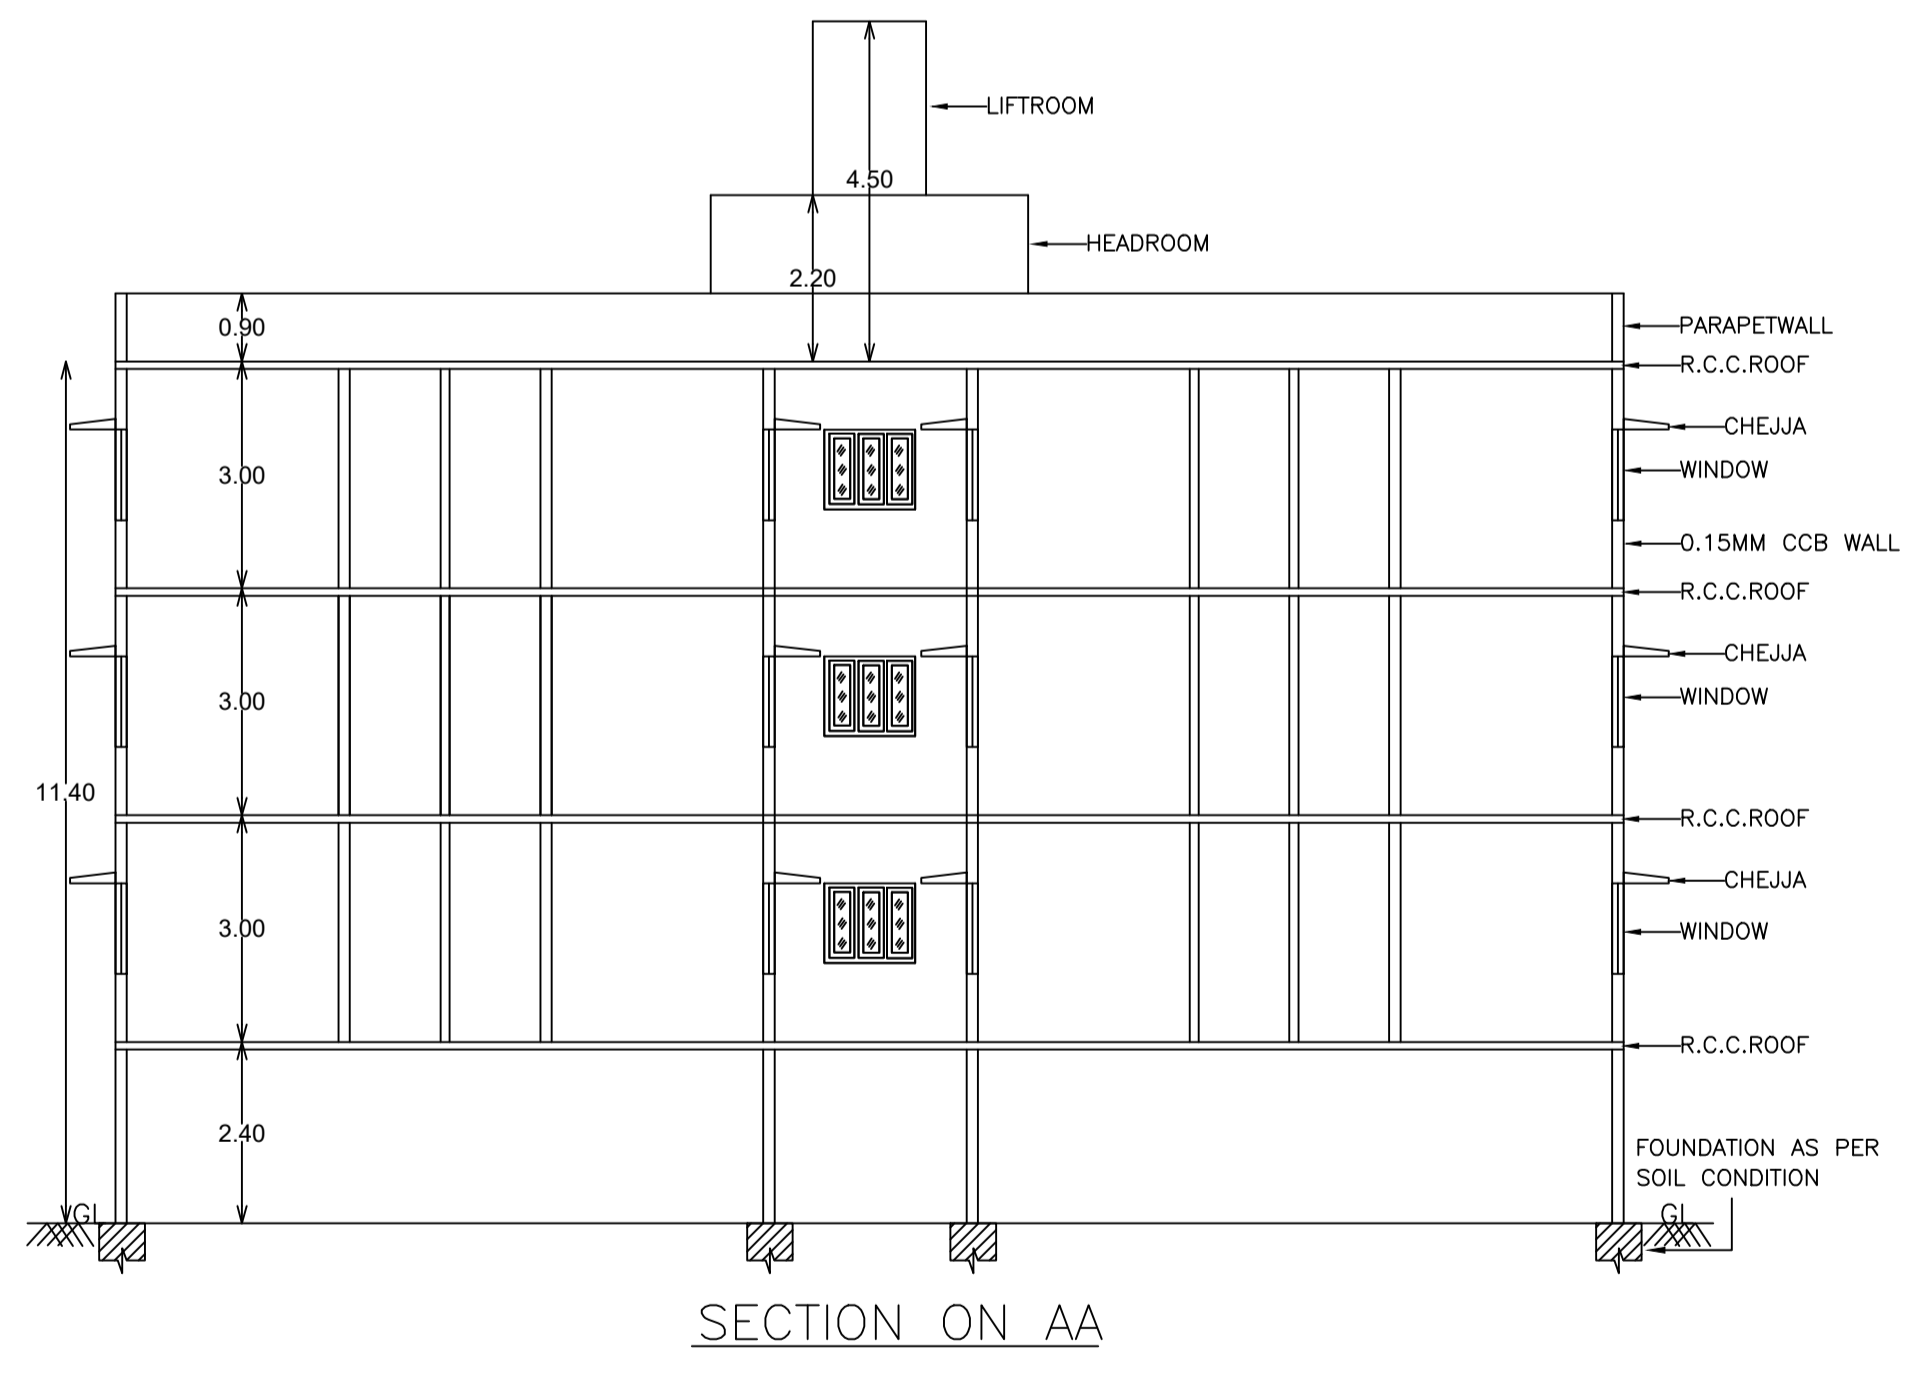 LIFTROOM
4.50
HEADROOM
2.20
0.90
PARAPETWALL
R.C.C.ROOF
CHEJJA
3.00
WINDOW
0.15MM CCB WALL
R.C.C.ROOF
CHEJJA
3.00
WINDOW
11.40
R.C.C.ROOF
CHEJJA
3.00
WINDOW
R.C.C.ROOF
2.40
FOUNDATION AS PER
SOIL CONDITION
GL
GL
SECTION ON AA